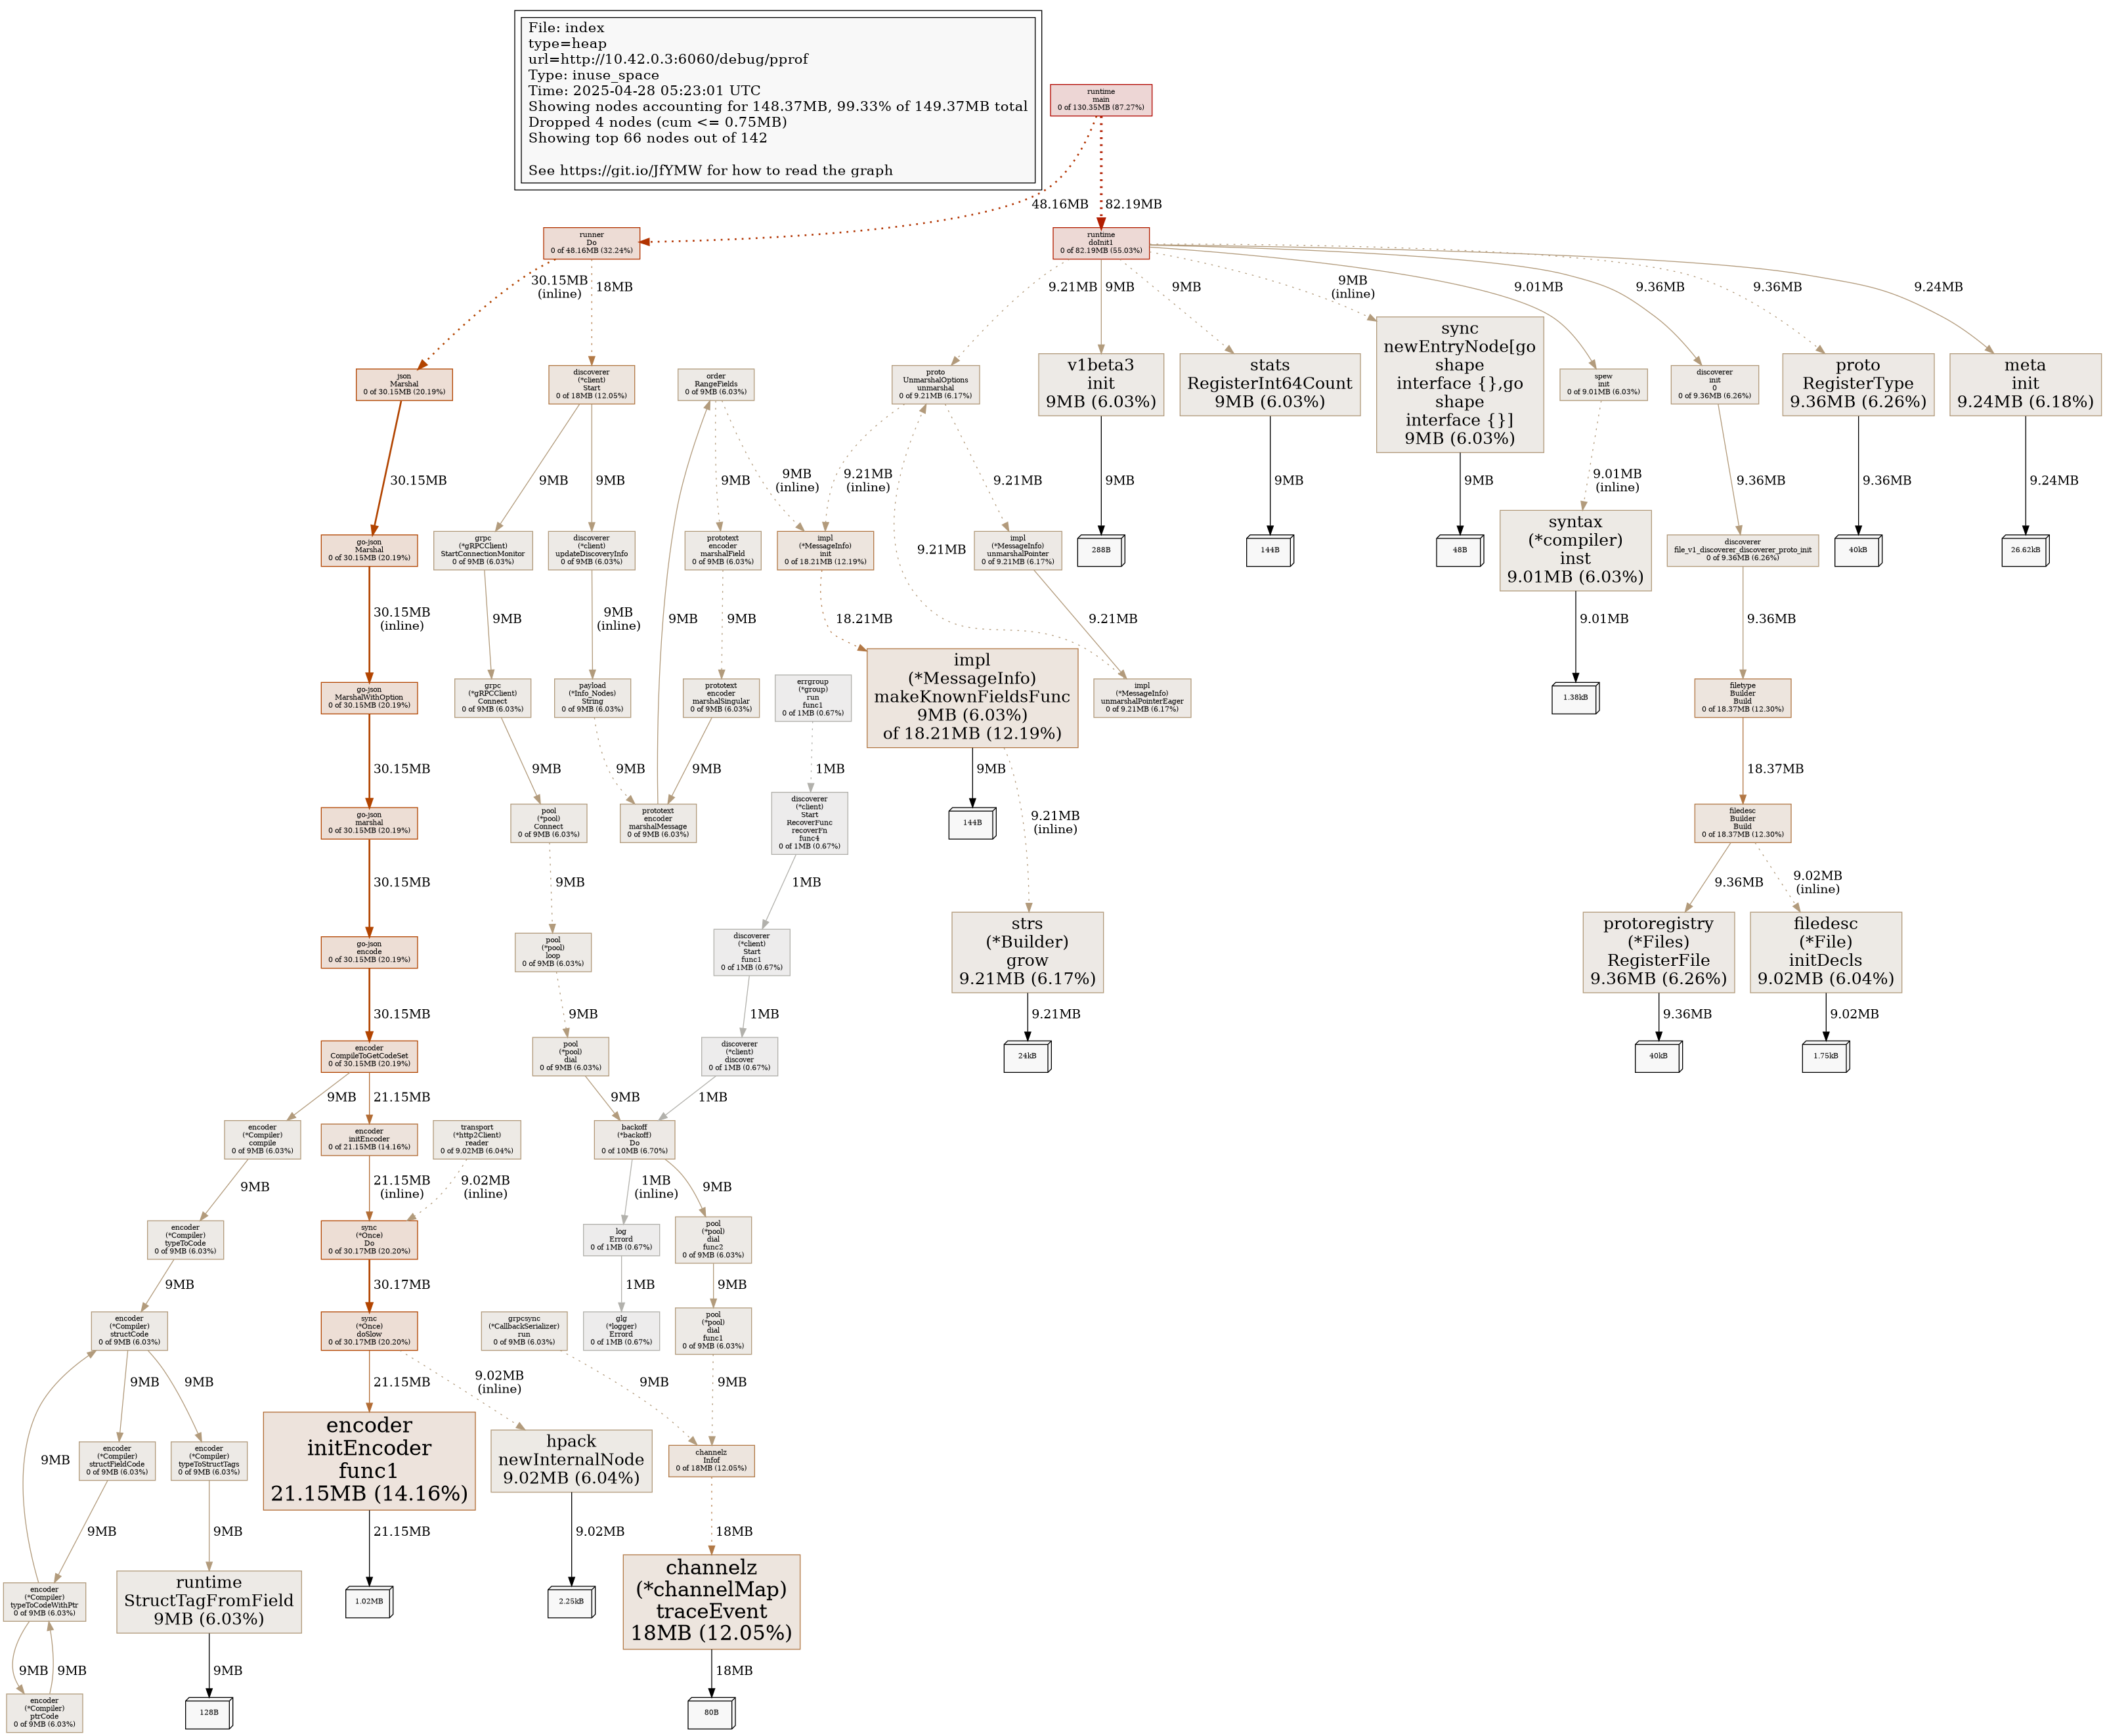 File: index
type=heap
url=http://10.42.0.3:6060/debug/pprof
Type: inuse_space
Time: 2025-04-28 05:23:01 UTC
Showing nodes accounting for 148.37MB, 99.33% of 149.37MB total
Dropped 4 nodes (cum <= 0.75MB)
Showing top 66 nodes out of 142
See https://git.io/JfYMW for how to read the graph
runtime
main
0 of 130.35MB (87.27%)
48.16MB
82.19MB
runner
Do
0 of 48.16MB (32.24%)
runtime
doInit1
0 of 82.19MB (55.03%)
30.15MB
(inline)
18MB
9.21MB
9MB
9MB
9MB
(inline)
9.01MB
9.36MB
9.36MB
9.24MB
json
Marshal
0 of 30.15MB (20.19%)
discoverer
(*client)
Start
0 of 18MB (12.05%)
order
RangeFields
0 of 9MB (6.03%)
proto
UnmarshalOptions
unmarshal
0 of 9.21MB (6.17%)
v1beta3
init
9MB (6.03%)
stats
RegisterInt64Count
9MB (6.03%)
sync
newEntryNode[go
shape
interface {},go
shape
interface {}]
9MB (6.03%)
spew
init
0 of 9.01MB (6.03%)
discoverer
init
0
0 of 9.36MB (6.26%)
proto
RegisterType
9.36MB (6.26%)
meta
init
9.24MB (6.18%)
30.15MB
9MB
9MB
9MB
9MB
(inline)
9.21MB
(inline)
9.21MB
9MB
9MB
9MB
9.01MB
(inline)
9.36MB
9.36MB
9.24MB
go-json
Marshal
0 of 30.15MB (20.19%)
grpc
(*gRPCClient)
StartConnectionMonitor
0 of 9MB (6.03%)
discoverer
(*client)
updateDiscoveryInfo
0 of 9MB (6.03%)
prototext
encoder
marshalField
0 of 9MB (6.03%)
impl
(*MessageInfo)
init
0 of 18.21MB (12.19%)
9.21MB
impl
(*MessageInfo)
unmarshalPointer
0 of 9.21MB (6.17%)
288B
144B
48B
syntax
(*compiler)
inst
9.01MB (6.03%)
discoverer
file_v1_discoverer_discoverer_proto_init
0 of 9.36MB (6.26%)
40kB
26.62kB
30.15MB
(inline)
9MB
9MB
(inline)
9MB
9MB
18.21MB
9.21MB
9.01MB
9.36MB
go-json
MarshalWithOption
0 of 30.15MB (20.19%)
grpc
(*gRPCClient)
Connect
0 of 9MB (6.03%)
payload
(*Info_Nodes)
String
0 of 9MB (6.03%)
prototext
encoder
marshalSingular
0 of 9MB (6.03%)
errgroup
(*group)
run
func1
0 of 1MB (0.67%)
impl
(*MessageInfo)
makeKnownFieldsFunc
9MB (6.03%)
of 18.21MB (12.19%)
impl
(*MessageInfo)
unmarshalPointerEager
0 of 9.21MB (6.17%)
1.38kB
filetype
Builder
Build
0 of 18.37MB (12.30%)
30.15MB
9MB
9MB
9MB
1MB
9MB
9.21MB
(inline)
18.37MB
go-json
marshal
0 of 30.15MB (20.19%)
pool
(*pool)
Connect
0 of 9MB (6.03%)
prototext
encoder
marshalMessage
0 of 9MB (6.03%)
discoverer
(*client)
Start
RecoverFunc
recoverFn
func4
0 of 1MB (0.67%)
144B
filedesc
Builder
Build
0 of 18.37MB (12.30%)
30.15MB
9MB
1MB
9.36MB
9.02MB
(inline)
go-json
encode
0 of 30.15MB (20.19%)
pool
(*pool)
loop
0 of 9MB (6.03%)
discoverer
(*client)
Start
func1
0 of 1MB (0.67%)
strs
(*Builder)
grow
9.21MB (6.17%)
protoregistry
(*Files)
RegisterFile
9.36MB (6.26%)
filedesc
(*File)
initDecls
9.02MB (6.04%)
30.15MB
9MB
1MB
9.21MB
9.36MB
9.02MB
encoder
CompileToGetCodeSet
0 of 30.15MB (20.19%)
pool
(*pool)
dial
0 of 9MB (6.03%)
discoverer
(*client)
discover
0 of 1MB (0.67%)
24kB
40kB
1.75kB
9MB
21.15MB
9MB
1MB
encoder
(*Compiler)
compile
0 of 9MB (6.03%)
encoder
initEncoder
0 of 21.15MB (14.16%)
transport
(*http2Client)
reader
0 of 9.02MB (6.04%)
backoff
(*backoff)
Do
0 of 10MB (6.70%)
9MB
21.15MB
(inline)
9.02MB
(inline)
1MB
(inline)
9MB
encoder
(*Compiler)
typeToCode
0 of 9MB (6.03%)
sync
(*Once)
Do
0 of 30.17MB (20.20%)
log
Errord
0 of 1MB (0.67%)
pool
(*pool)
dial
func2
0 of 9MB (6.03%)
9MB
30.17MB
1MB
9MB
encoder
(*Compiler)
structCode
0 of 9MB (6.03%)
sync
(*Once)
doSlow
0 of 30.17MB (20.20%)
grpcsync
(*CallbackSerializer)
run
0 of 9MB (6.03%)
glg
(*logger)
Errord
0 of 1MB (0.67%)
pool
(*pool)
dial
func1
0 of 9MB (6.03%)
9MB
9MB
9MB
21.15MB
9.02MB
(inline)
9MB
9MB
encoder
(*Compiler)
structFieldCode
0 of 9MB (6.03%)
encoder
(*Compiler)
typeToStructTags
0 of 9MB (6.03%)
encoder
initEncoder
func1
21.15MB (14.16%)
hpack
newInternalNode
9.02MB (6.04%)
channelz
Infof
0 of 18MB (12.05%)
9MB
9MB
21.15MB
9.02MB
18MB
encoder
(*Compiler)
typeToCodeWithPtr
0 of 9MB (6.03%)
runtime
StructTagFromField
9MB (6.03%)
1.02MB
2.25kB
channelz
(*channelMap)
traceEvent
18MB (12.05%)
9MB
9MB
9MB
18MB
encoder
(*Compiler)
ptrCode
0 of 9MB (6.03%)
128B
80B